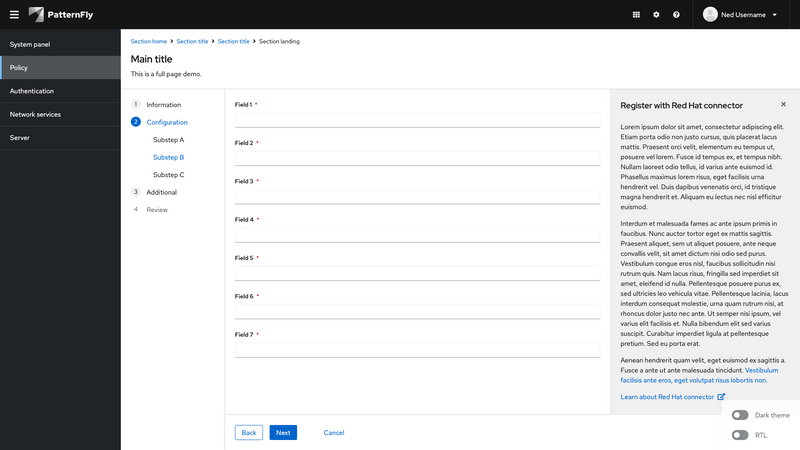 PatternFly
Ned Username
System panel
Policy
Authentication
Network services
Server
Section home > Section title > Section title > Section landing
Main title
This is a full page demo.
1 Information
2 Configuration
Substep A
Substep B
Substep C
3 Additional
4 Review
Field 1 *
Field 2 *
Field 3 *
Field 4 *
Field 5 *
Field 6 *
Field 7 *
Back Next Cancel
Register with Red Hat connector
Lorem ipsum dolor sit amet, consectetur adipiscing elit.
Etiam porta odio non justo cursus, quis placerat lacus
mattis. Praesent orci velit, elementum eu tempus ut,
posuere vel lorem. Fusce id tempus ex, et tempus nibh.
Nullam laoreet odio tellus, id varius ante euismod id.
Phasellus maximus lorem risus, eget facilisis urna
hendrerit vel. Duis dapibus venenatis orci, id tristique
magna hendrerit et. Aliquam eu lectus nec nisl efficitur
euismod.
Interdum et malesuada fames ac ante ipsum primis in
faucibus. Nunc auctor tortor eget ex mattis sagittis.
Praesent aliquet, sem ut aliquet posuere, ante neque
convallis velit, sit amet dictum nisi odio sed purus.
Vestibulum congue eros nisl, faucibus sollicitudin nisi
rutrum quis. Nam lacus risus, fringilla sed imperdiet sit
amet, eleifend id nulla. Pellentesque posuere purus ex,
sed ultricies leo vehicula vitae. Pellentesque lacinia, lacus
interdum consequat molestie, urna quam rutrum nisi, at
rhoncus dolor justo nec ante. Ut semper nisi ipsum, vel
varius elit facilisis et. Nulla bibendum elit sed varius
suscipit. Curabitur imperdiet ligula at pellentesque
pretium. Sed eu porta erat.
Aenean hendrerit quam velit, eget euismod ex sagittis a.
Fusce a ante ut ante malesuada tincidunt. Vestibulum
facilisis ante eros, eget volutpat risus lobortis non.
Learn about Red Hat connector
Dark theme
RTL